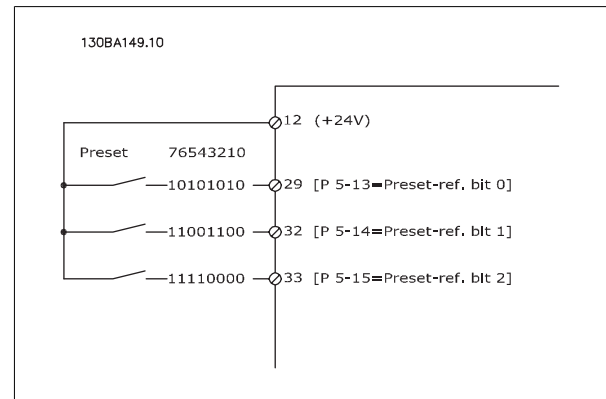 130BA149.10
12 (+24V)
Preset 76543210
10101010 29 [P 5-13=Preset-ref. bit 0]
11001100 32 [P 5-14=Preset-ref. bit 1]
11110000 33 [P 5-15=Preset-ref. bit 2]